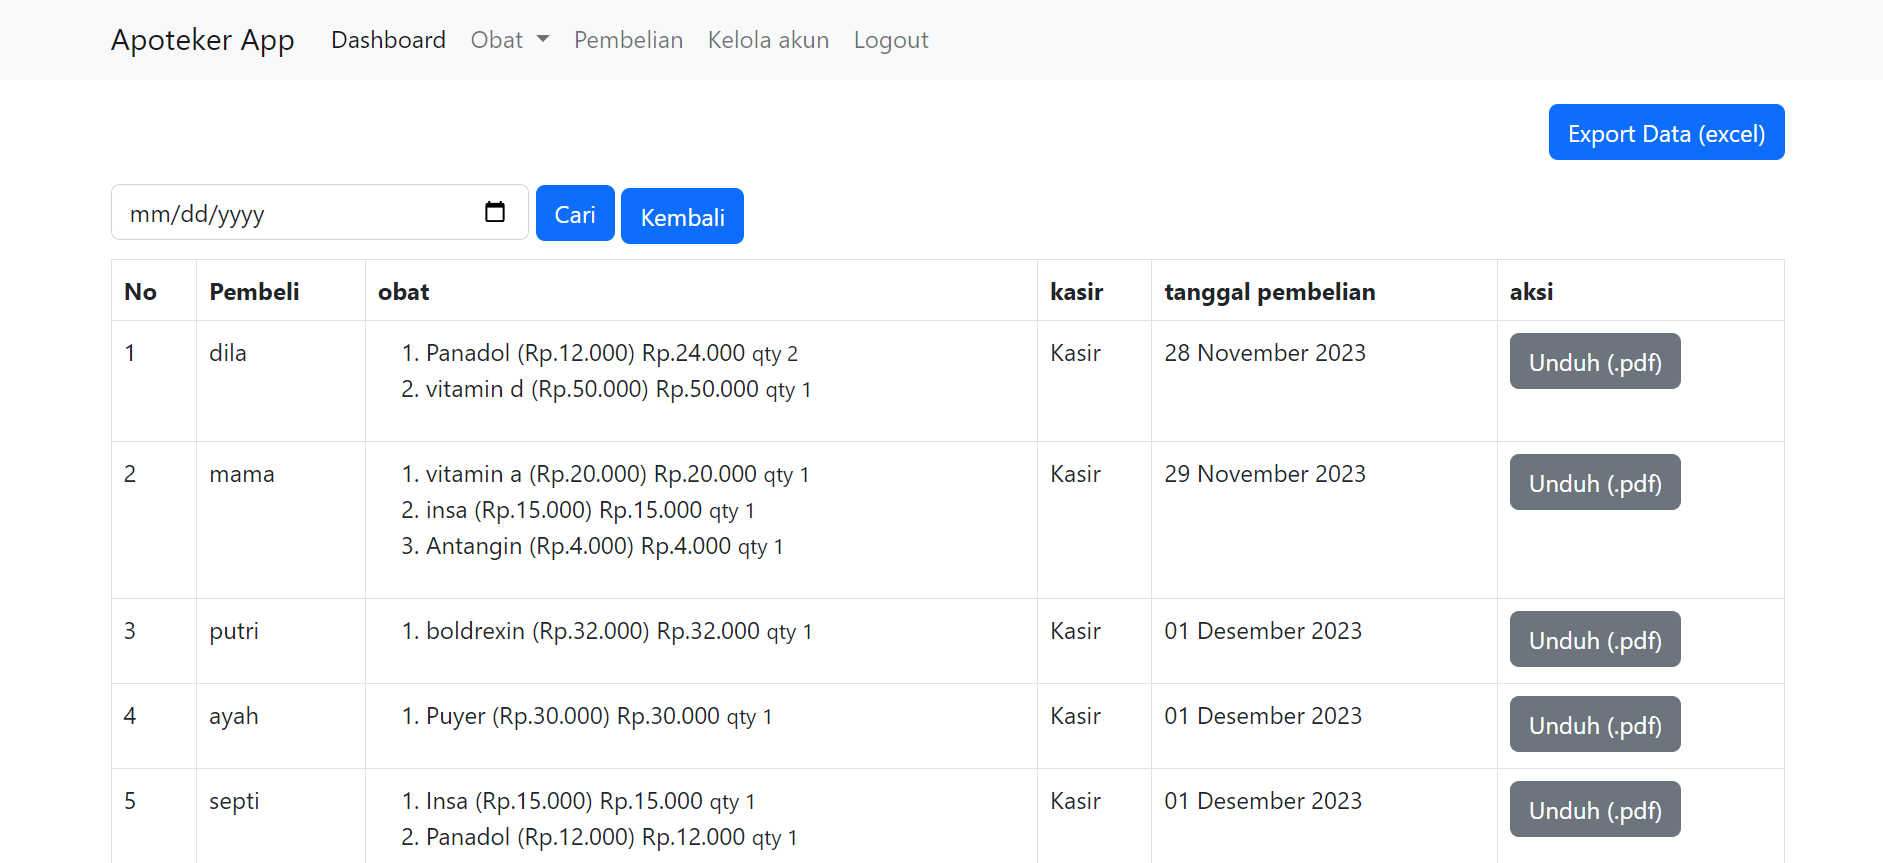 Apoteker App Dashboard Obat Pembelian Kelola akun Logout
Export Data (excel)
mm/dd/yyyy Cari Kembali
No Pembeli obat kasir tanggal pembelian aksi
1 dila 1. Panadol (Rp.12.000) Rp.24.000 qty 2 Kasir 28 November 2023 Unduh (.pdf)
2. vitamin d (Rp.50.000) Rp.50.000 qty 1
2 mama 1. vitamin a (Rp.20.000) Rp.20.000 qty 1 Kasir 29 November 2023 Unduh (.pdf)
2. insa (Rp.15.000) Rp.15.000 qty 1
3. Antangin (Rp.4.000) Rp.4.000 qty 1
3 putri 1. boldrexin (Rp.32.000) Rp.32.000 qty 1 Kasir 01 Desember 2023 Unduh (.pdf)
4 ayah 1. Puyer (Rp.30.000) Rp.30.000 qty 1 Kasir 01 Desember 2023 Unduh (.pdf)
5 septi 1. Insa (Rp.15.000) Rp.15.000 qty 1 Kasir 01 Desember 2023 Unduh (.pdf)
2. Panadol (Rp.12.000) Rp.12.000 qty 1